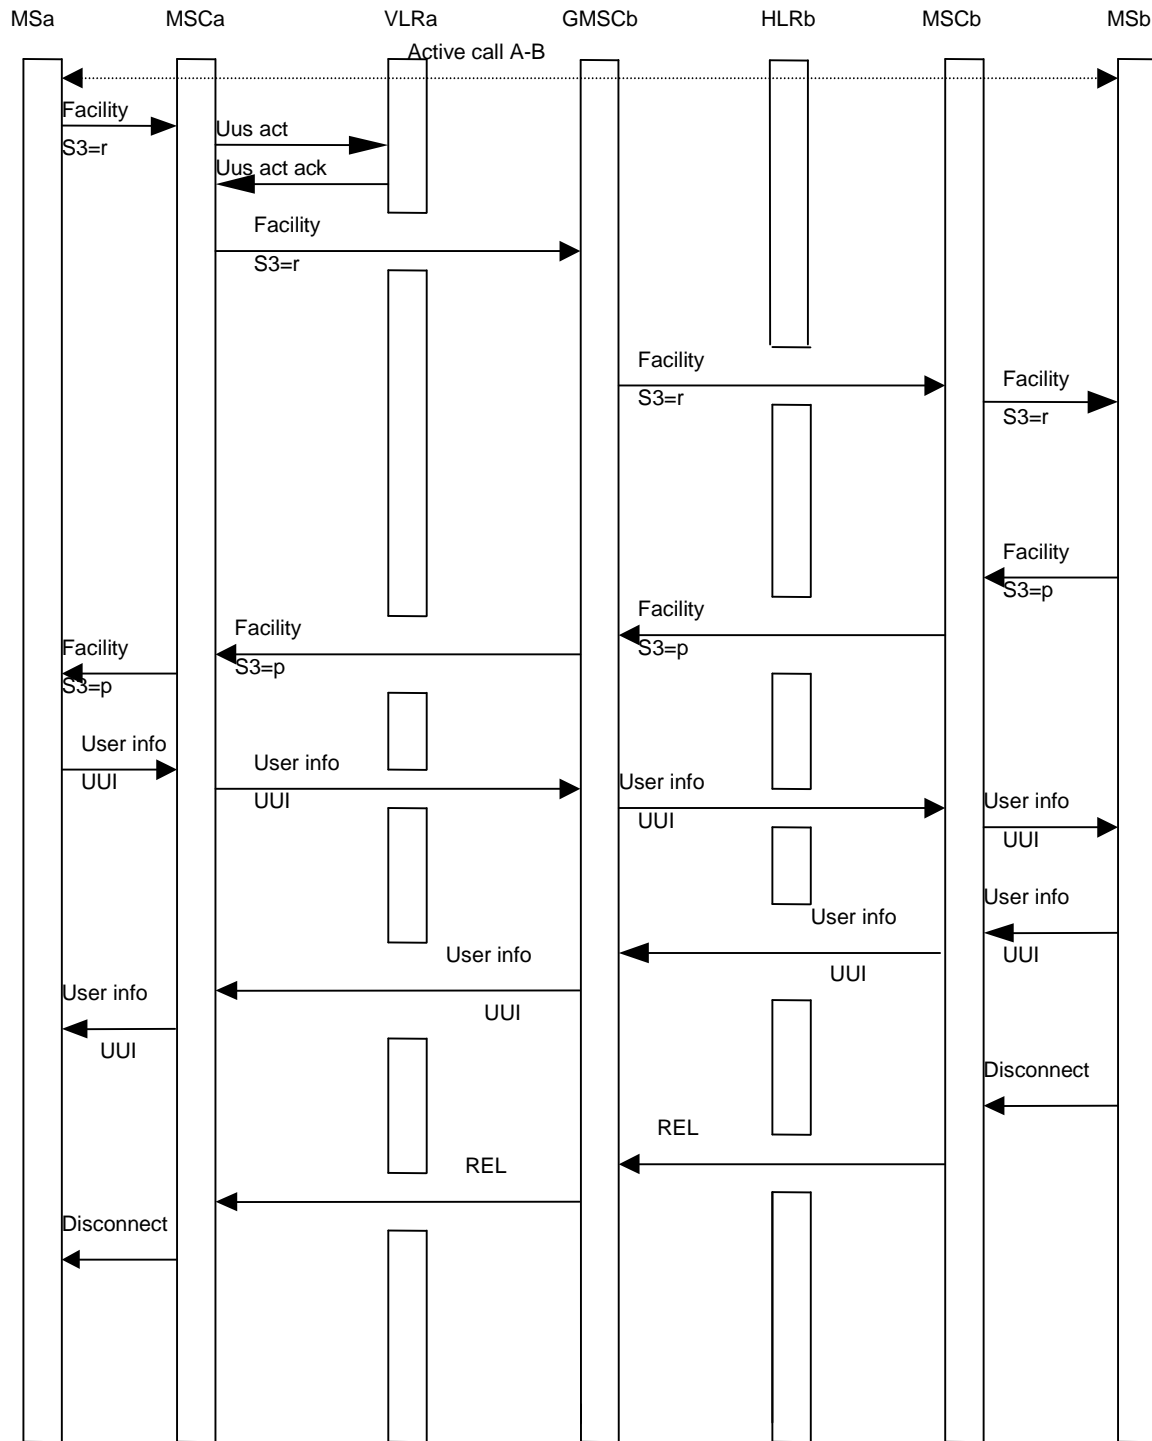 MSa MSCa VLRa GMSCb HLRb MSCb MSb
Active call A-B
Facility
S3=r
Uus act
Uus act ack
Facility
S3=r
Facility
S3=r
Facility
S3=r
Facility
S3=p
Facility
S3=p
Facility
S3=p
Facility
S3=p
User info
UUI
User info
UUI
User info
UUI
User info
UUI
User info
UUI
User info
UUI
User info
UUI
User info
UUI
Disconnect
REL
REL
Disconnect